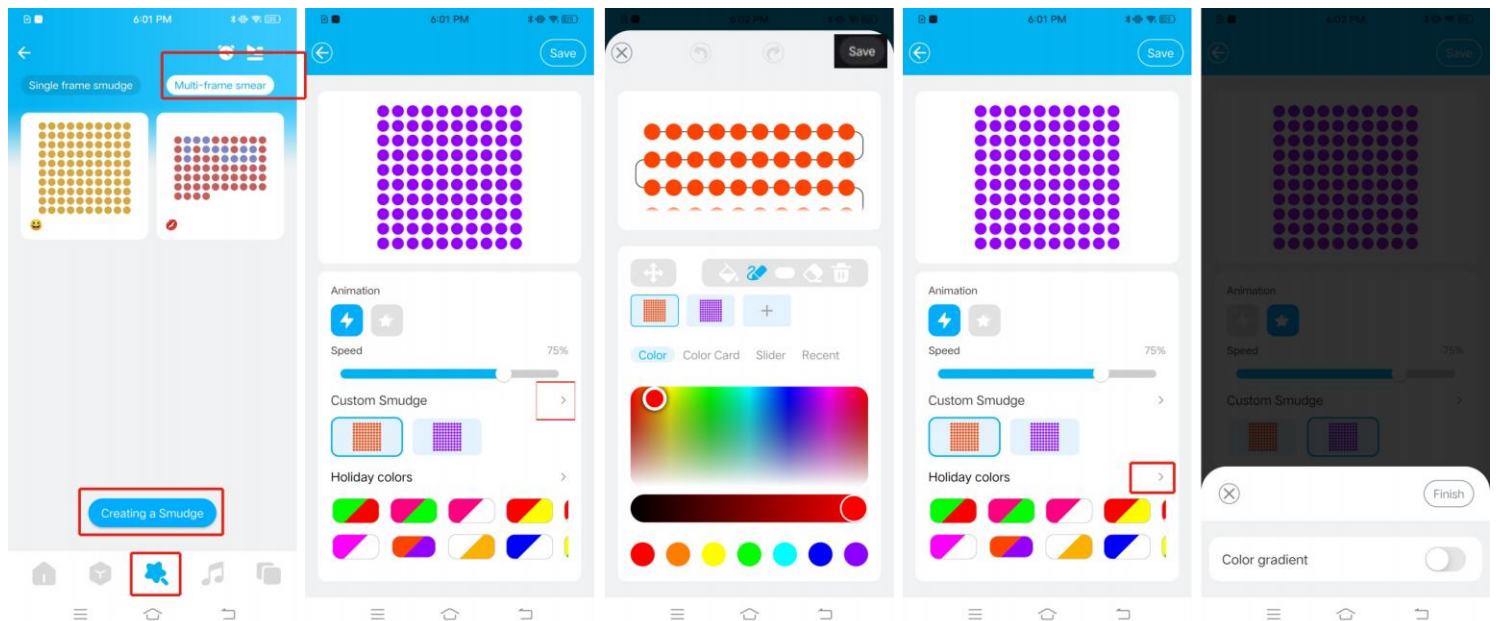 6:01 PM
Single frame smudge
Multi-frame smear
Creating a Smudge
6:01 PM
Save
Animation
Speed
75%
Custom Smudge
Holiday colors
6:02 PM
Save
Color
Color Card
Slider
Recent
6:01 PM
Save
Animation
Speed
75%
Custom Smudge
Holiday colors
6:02 PM
Save
Animation
Speed
75%
Custom Smudge
Finish
Color gradient